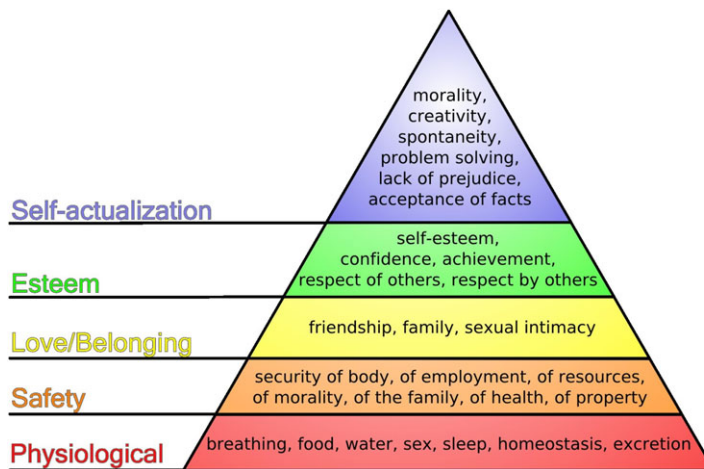 morality,
creativity,
spontaneity,
problem solving,
lack of prejudice,
acceptance of facts
Self-actualization
self-esteem,
confidence, achievement,
respect of others, respect by others
Esteem
friendship, family, sexual intimacy
Love/Belonging
security of body, of employment, of resources,
of morality, of the family, of health, of property
Safety
breathing, food, water, sex, sleep, homeostasis, excretion
Physiological